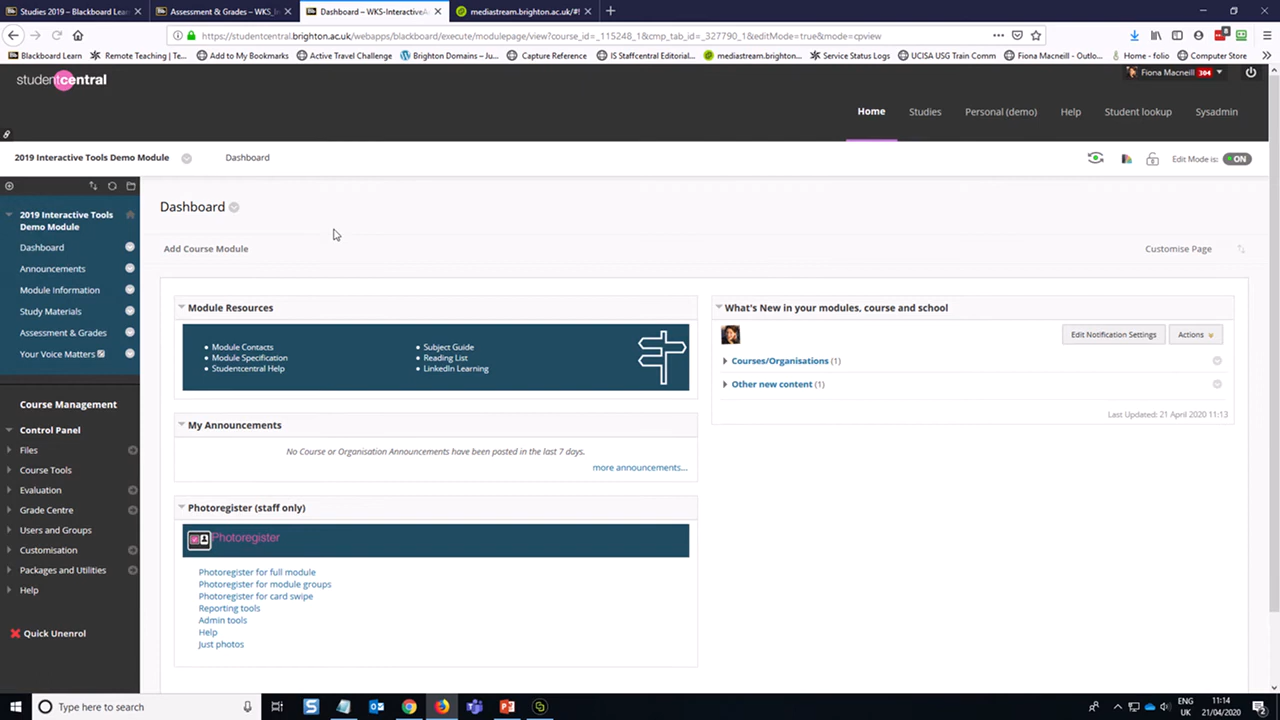 Studies 2019 – Blackboard Lea
Assessment & Grades – WKS_I
Dashboard – WKS-InteractiveA
mediastream.brighton.ac.uk/#!
https://studentcentral.brighton.ac.uk/webapps/blackboard/execute/modulepage/view?course_id=_115248_1&cmp_tab_id=_327790_1&editMode=true&mode=cpview
Blackboard Learn
Remote Teaching | Te...
Add to My Bookmarks
Active Travel Challenge
Brighton Domains – Ju...
Capture Reference
IS Staffcentral Editorial...
mediastream.brighton...
Service Status Logs
UCISA USG Train Comm
Fiona Macneill – Outlo...
Home - folio
Computer Store
studentcentral
Fiona Macneill 304
Home
Studies
Personal (demo)
Help
Student lookup
Sysadmin
2019 Interactive Tools Demo Module
Dashboard
Edit Mode is: ON
2019 Interactive Tools
Demo Module
Dashboard
Announcements
Module Information
Study Materials
Assessment & Grades
Your Voice Matters
Course Management
Control Panel
Files
Course Tools
Evaluation
Grade Centre
Users and Groups
Customisation
Packages and Utilities
Help
Quick Unenrol
Dashboard
Add Course Module
Customise Page
Module Resources
Module Contacts
Module Specification
Studentcentral Help
Subject Guide
Reading List
LinkedIn Learning
My Announcements
No Course or Organisation Announcements have been posted in the last 7 days.
more announcements...
Photoregister (staff only)
Photoregister
Photoregister for full module
Photoregister for module groups
Photoregister for card swipe
Reporting tools
Admin tools
Help
Just photos
What's New in your modules, course and school
Edit Notification Settings
Actions
Courses/Organisations (1)
Other new content (1)
Last Updated: 21 April 2020 11:13
Type here to search
ENG
UK
11:14
21/04/2020